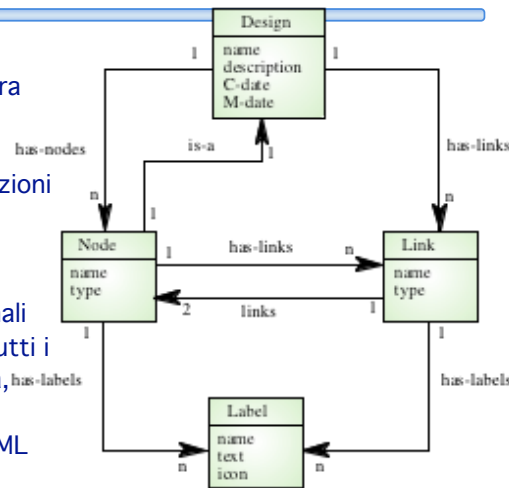 Design
name
description
C-date
M-date
1
1
ra
has-nodes
is-a
1
has-links
zioni
n
1
n
Node
name
type
1
has-links
n
Link
name
type
2
links
1
ali
utti i
1
1
,
has-labels
has-labels
Label
name
text
icon
ML
n
n